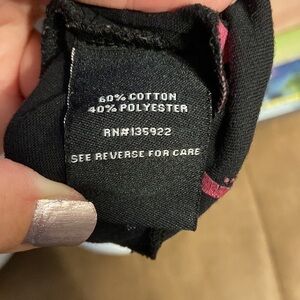 60% COTTON
40% POLYESTER
RN#135922
SEE REVERSE FOR CARE